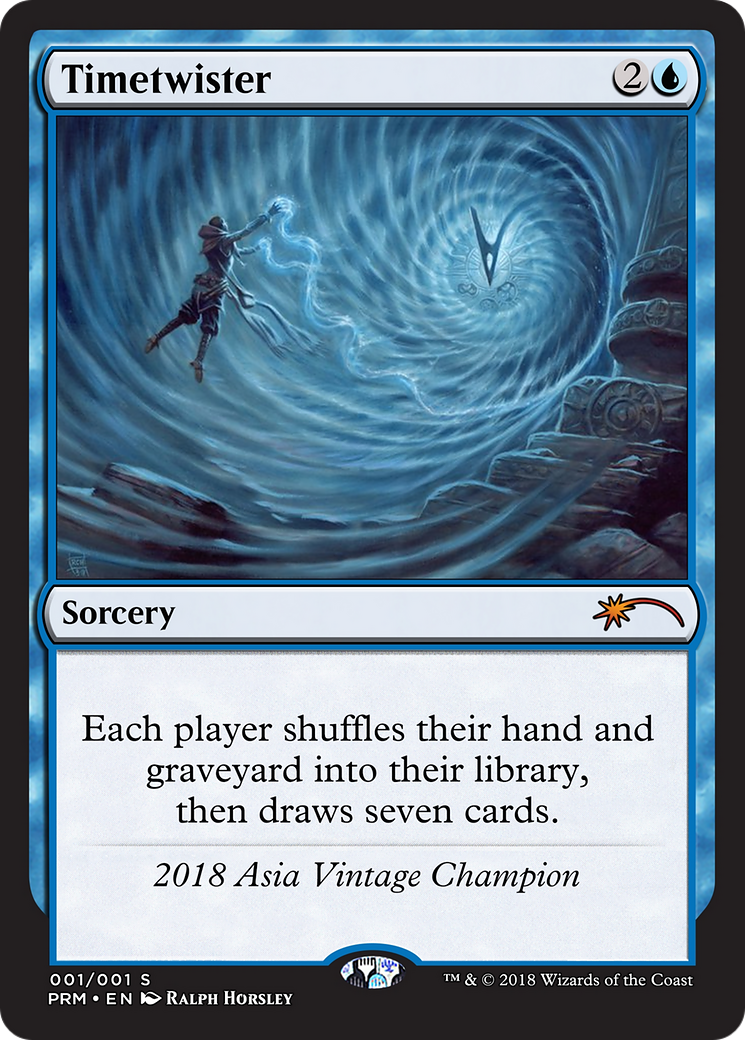 Timetwister 2
Sorcery
Each player shuffles their hand and
graveyard into their library,
then draws seven cards.
2018 Asia Vintage Champion
001/001 S
PRM • EN RALPH HORSLEY
™ & © 2018 Wizards of the Coast